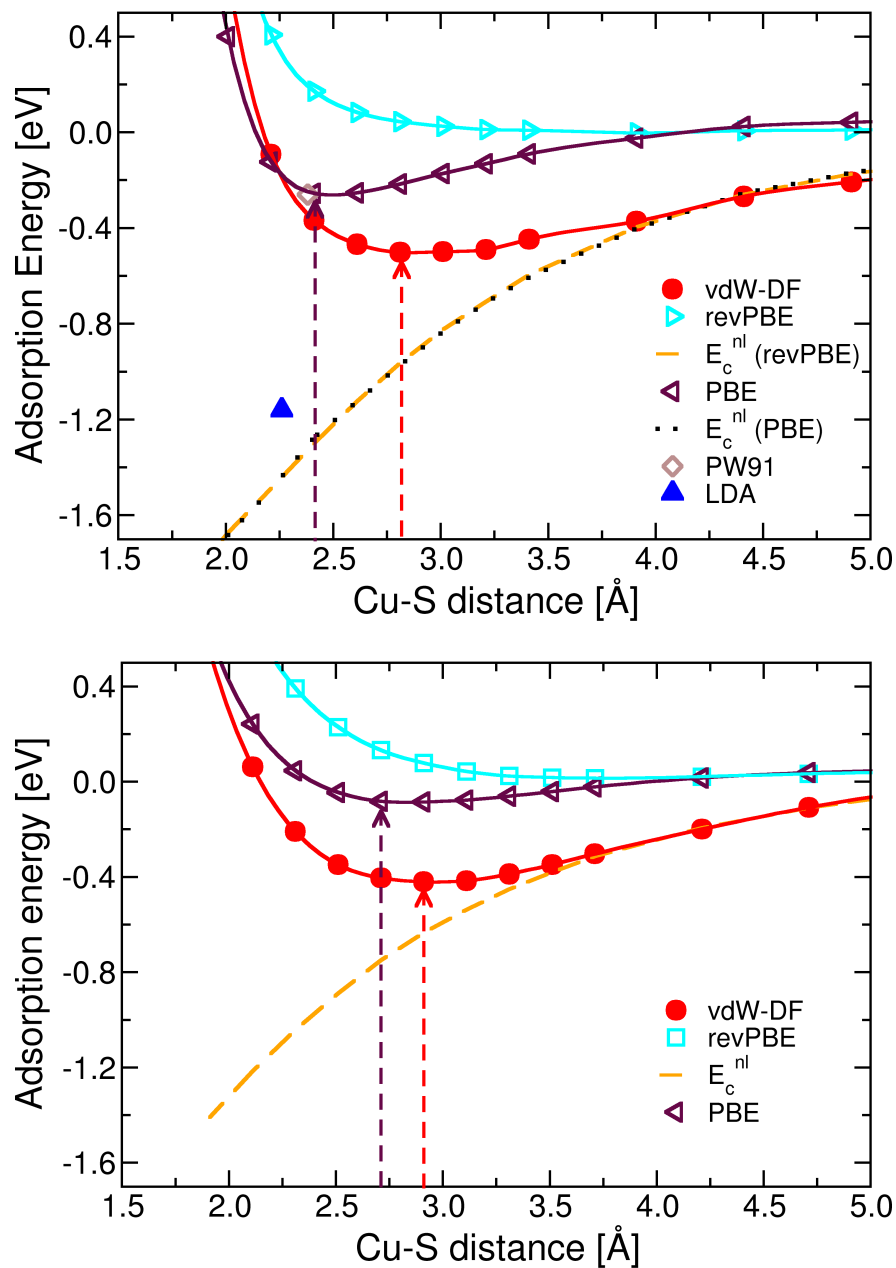 0.4
0.0
-0.4
-0.8
-1.2
-1.6
Adsorption Energy [eV]
vdW-DF
revPBE
E_c^nl (revPBE)
PBE
E_c^nl (PBE)
PW91
LDA
1.5 2.0 2.5 3.0 3.5 4.0 4.5 5.0
Cu-S distance [Å]
0.4
0.0
-0.4
-0.8
-1.2
-1.6
Adsorption energy [eV]
vdW-DF
revPBE
E_c^nl
PBE
1.5 2.0 2.5 3.0 3.5 4.0 4.5 5.0
Cu-S distance [Å]